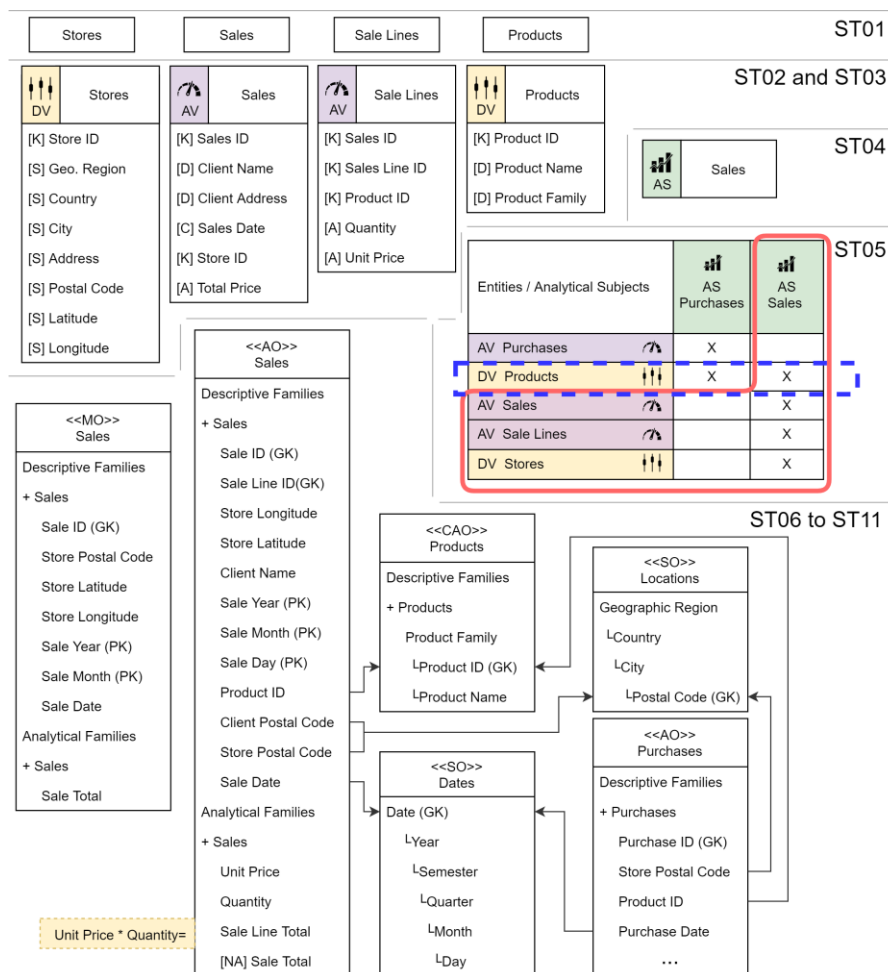 Stores
Sales
Sale Lines
Products
ST01
ST02 and ST03
DV
Stores
[K] Store ID
[S] Geo. Region
[S] Country
[S] City
[S] Address
[S] Postal Code
[S] Latitude
[S] Longitude
AV
Sales
[K] Sales ID
[D] Client Name
[D] Client Address
[C] Sales Date
[K] Store ID
[A] Total Price
AV
Sale Lines
[K] Sales ID
[K] Sales Line ID
[K] Product ID
[A] Quantity
[A] Unit Price
DV
Products
[K] Product ID
[D] Product Name
[D] Product Family
ST04
AS
Sales
ST05
Entities / Analytical Subjects
AS
Purchases
AS
Sales
AV Purchases X
DV Products X X
AV Sales X
AV Sale Lines X
DV Stores X
ST06 to ST11
<<MO>>
Sales
Descriptive Families
+ Sales
Sale ID (GK)
Store Postal Code
Store Latitude
Store Longitude
Sale Year (PK)
Sale Month (PK)
Sale Date
Analytical Families
+ Sales
Sale Total
<<AO>>
Sales
Descriptive Families
+ Sales
Sale ID (GK)
Sale Line ID(GK)
Store Longitude
Store Latitude
Client Name
Sale Year (PK)
Sale Month (PK)
Sale Day (PK)
Product ID
Client Postal Code
Store Postal Code
Sale Date
Analytical Families
+ Sales
Unit Price
Quantity
Sale Line Total
[NA] Sale Total
Unit Price * Quantity=
<<CAO>>
Products
Descriptive Families
+ Products
Product Family
└Product ID (GK)
└Product Name
<<SO>>
Locations
Geographic Region
└Country
└City
└Postal Code (GK)
<<SO>>
Dates
Date (GK)
└Year
└Semester
└Quarter
└Month
└Day
<<AO>>
Purchases
Descriptive Families
+ Purchases
Purchase ID (GK)
Store Postal Code
Product ID
Purchase Date
...